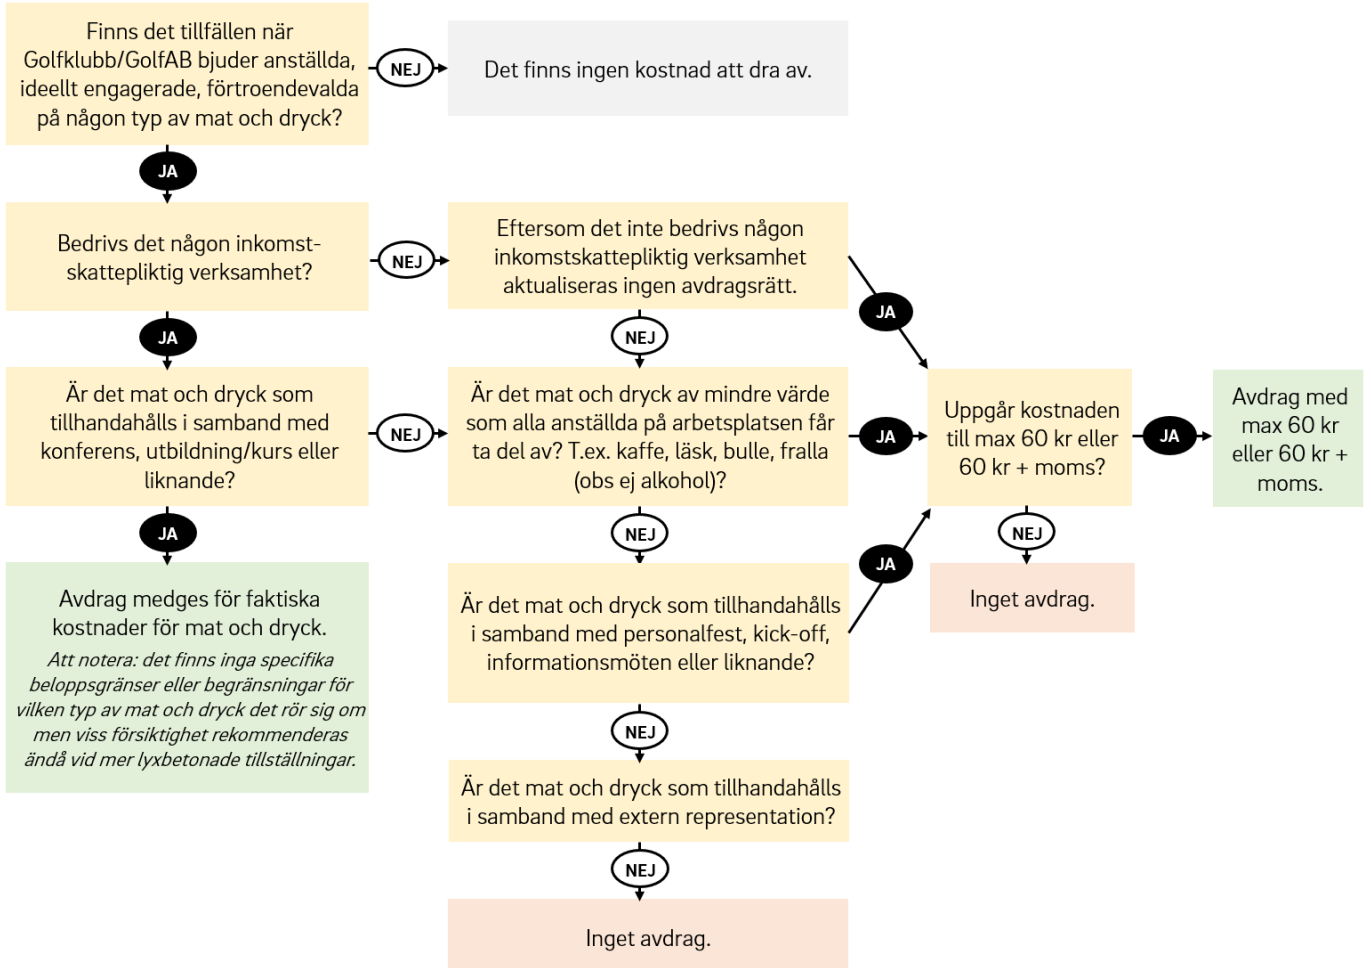 Finns det tillfällen när
Golfklubb/GolfAB bjuder anställda,
ideellt engagerade, förtroendevalda
på någon typ av mat och dryck?
NEJ
Det finns ingen kostnad att dra av.
JA
Bedrivs det någon inkomst-
skattepliktig verksamhet?
NEJ
Eftersom det inte bedrivs någon
inkomstskattepliktig verksamhet
aktualiseras ingen avdragsrätt.
JA
JA
NEJ
Är det mat och dryck som
tillhandahålls i samband med
konferens, utbildning/kurs eller
liknande?
NEJ
Är det mat och dryck av mindre värde
som alla anställda på arbetsplatsen får
ta del av? T.ex. kaffe, läsk, bulle, fralla
(obs ej alkohol)?
JA
Uppgår kostnaden
till max 60 kr eller
60 kr + moms?
JA
Avdrag med
max 60 kr
eller 60 kr +
moms.
JA
NEJ
JA
NEJ
Avdrag medges för faktiska
kostnader för mat och dryck.
Att notera: det finns inga specifika
beloppsgränser eller begränsningar för
vilken typ av mat och dryck det rör sig om
men viss försiktighet rekommenderas
ändå vid mer lyxbetonade tillställningar.
Är det mat och dryck som tillhandahålls
i samband med personalfest, kick-off,
informationsmöten eller liknande?
Inget avdrag.
NEJ
Är det mat och dryck som tillhandahålls
i samband med extern representation?
NEJ
Inget avdrag.